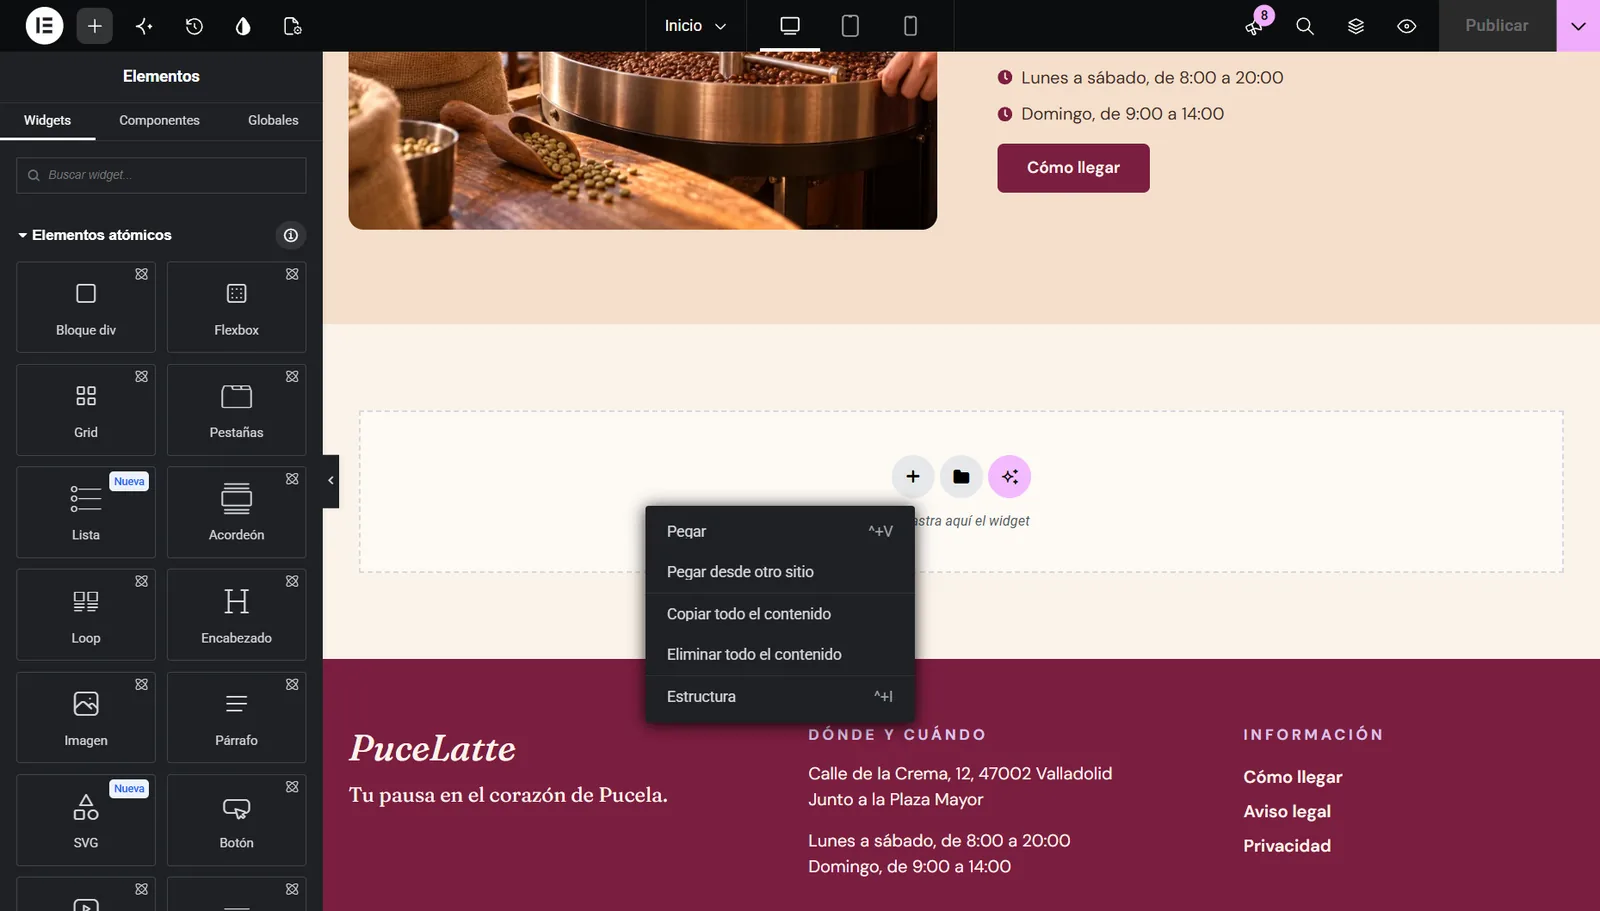 Inicio
8
Publicar
Elementos
Widgets
Componentes
Globales
Buscar widget...
Elementos atómicos
Bloque div
Flexbox
Grid
Pestañas
Nueva
Lista
Acordeón
Loop
Encabezado
Imagen
Párrafo
Nueva
SVG
Botón
Lunes a sábado, de 8:00 a 20:00
Domingo, de 9:00 a 14:00
Cómo llegar
astra aquí el widget
Pegar ^+V
Pegar desde otro sitio
Copiar todo el contenido
Eliminar todo el contenido
Estructura ^+I
PuceLatte
Tu pausa en el corazón de Pucela.
DÓNDE Y CUÁNDO
Calle de la Crema, 12, 47002 Valladolid
Junto a la Plaza Mayor
Lunes a sábado, de 8:00 a 20:00
Domingo, de 9:00 a 14:00
INFORMACIÓN
Cómo llegar
Aviso legal
Privacidad